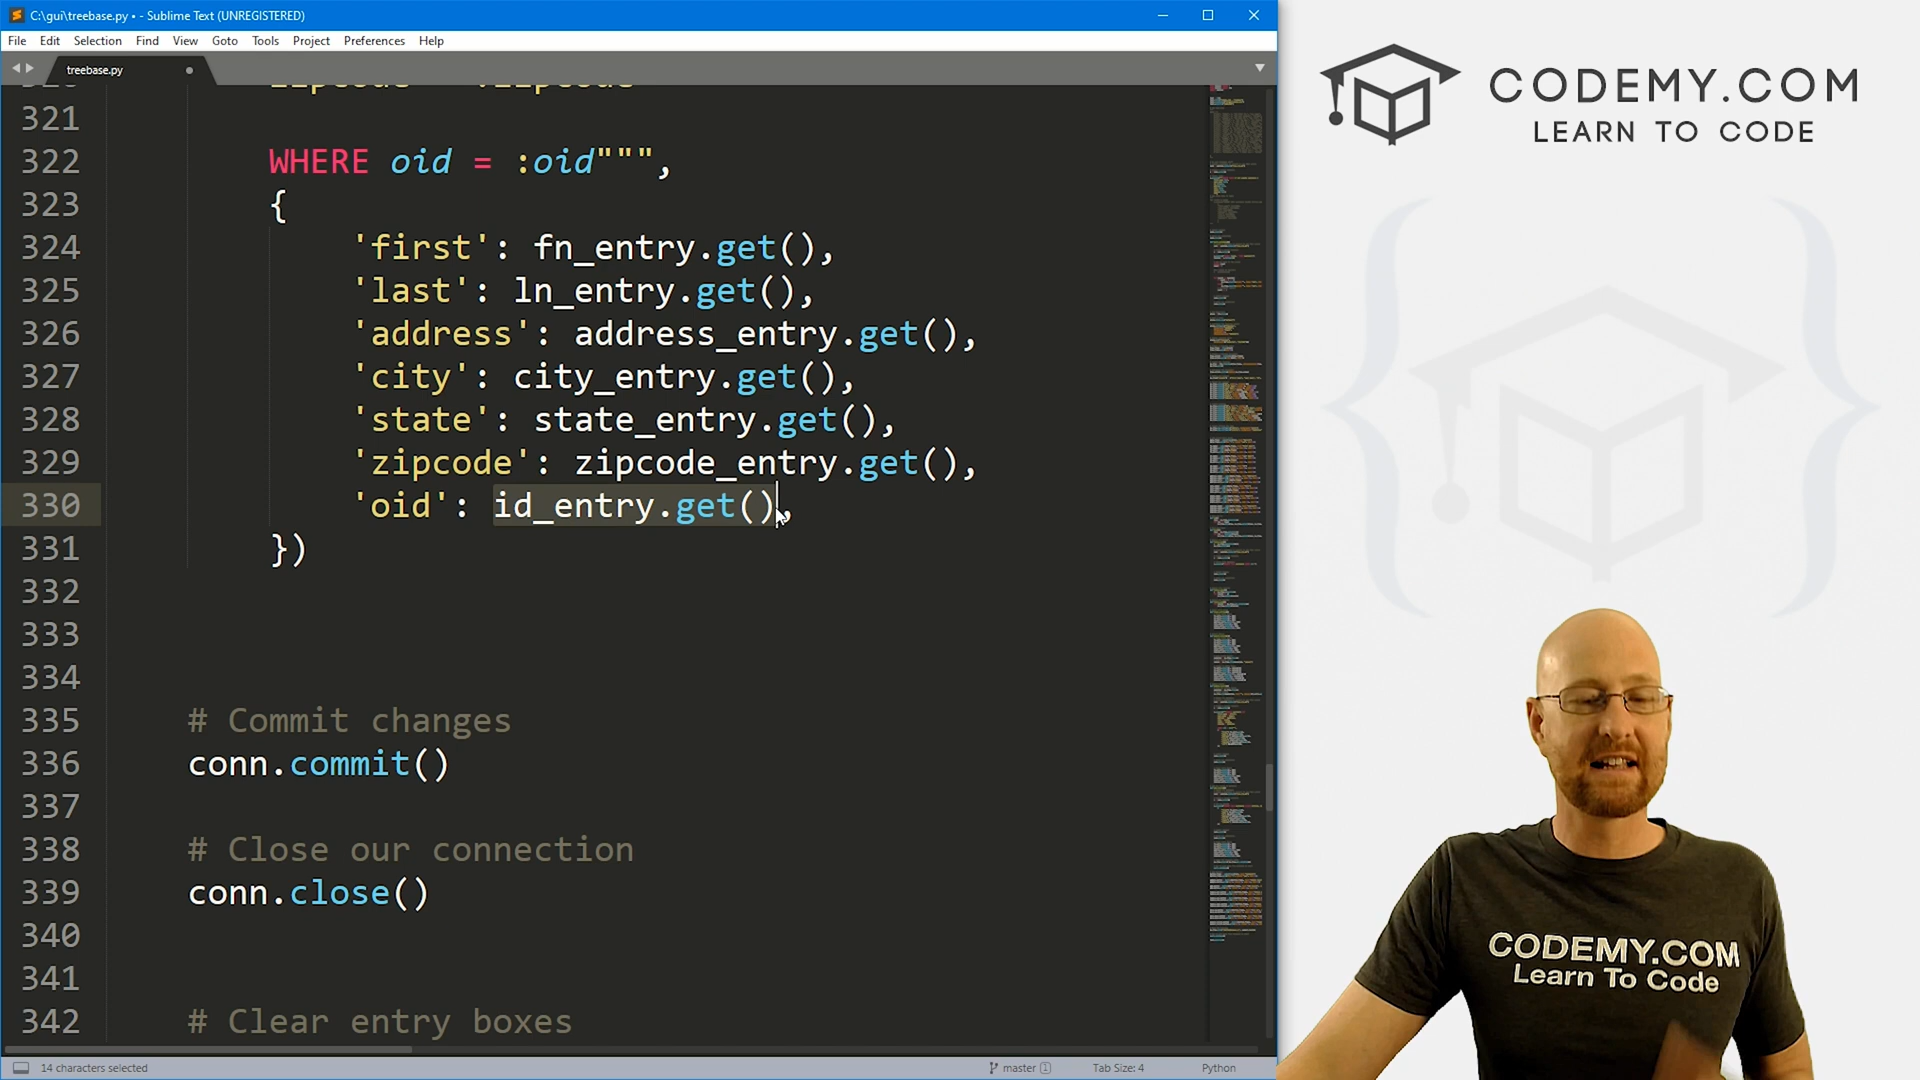 C:\gui\treebase.py • - Sublime Text (UNREGISTERED)
File Edit Selection Find View Goto Tools Project Preferences Help
treebase.py
321
322 WHERE oid = :oid""",
323 {
324 'first': fn_entry.get(),
325 'last': ln_entry.get(),
326 'address': address_entry.get(),
327 'city': city_entry.get(),
328 'state': state_entry.get(),
329 'zipcode': zipcode_entry.get(),
330 'oid': id_entry.get(),
331 })
332
333
334
335 # Commit changes
336 conn.commit()
337
338 # Close our connection
339 conn.close()
340
341
342 # Clear entry boxes
14 characters selected
master 1
Tab Size: 4
Python
CODEMY.COM
LEARN TO CODE
CODEMY.COM
Learn To Code